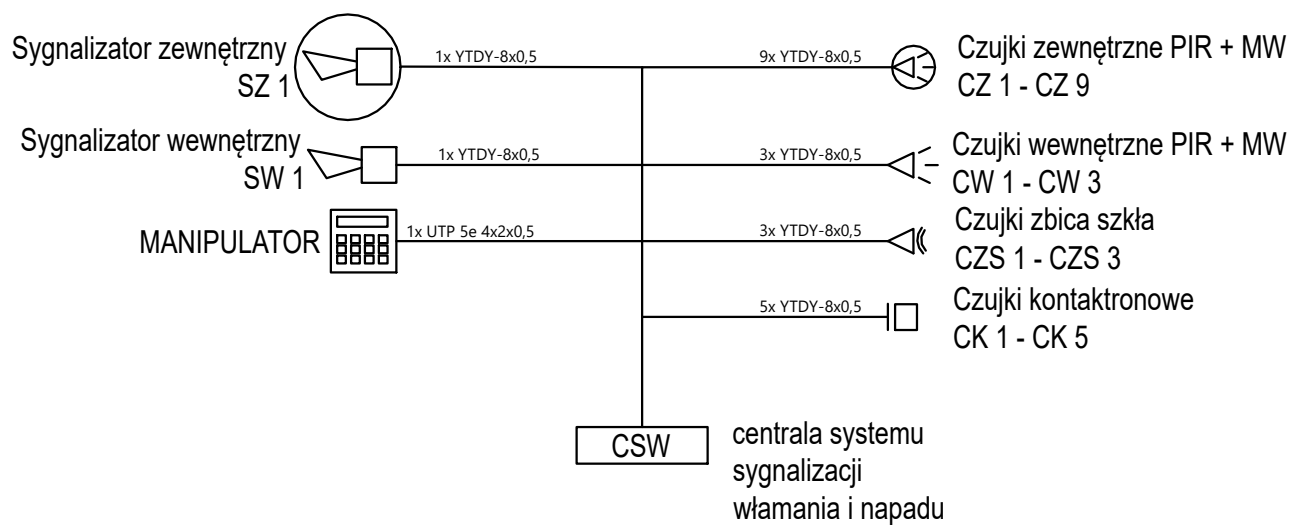 Sygnalizator zewnętrzny
SZ 1
1x YTDY-8x0,5
9x YTDY-8x0,5
Czujki zewnętrzne PIR + MW
CZ 1 - CZ 9
Sygnalizator wewnętrzny
SW 1
1x YTDY-8x0,5
3x YTDY-8x0,5
Czujki wewnętrzne PIR + MW
CW 1 - CW 3
MANIPULATOR
1x UTP 5e 4x2x0,5
3x YTDY-8x0,5
Czujki zbica szkła
CZS 1 - CZS 3
5x YTDY-8x0,5
Czujki kontaktronowe
CK 1 - CK 5
CSW
centrala systemu
sygnalizacji
włamania i napadu